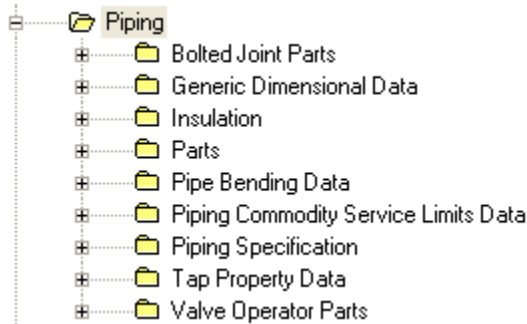 Piping
Bolted Joint Parts
Generic Dimensional Data
Insulation
Parts
Pipe Bending Data
Piping Commodity Service Limits Data
Piping Specification
Tap Property Data
Valve Operator Parts